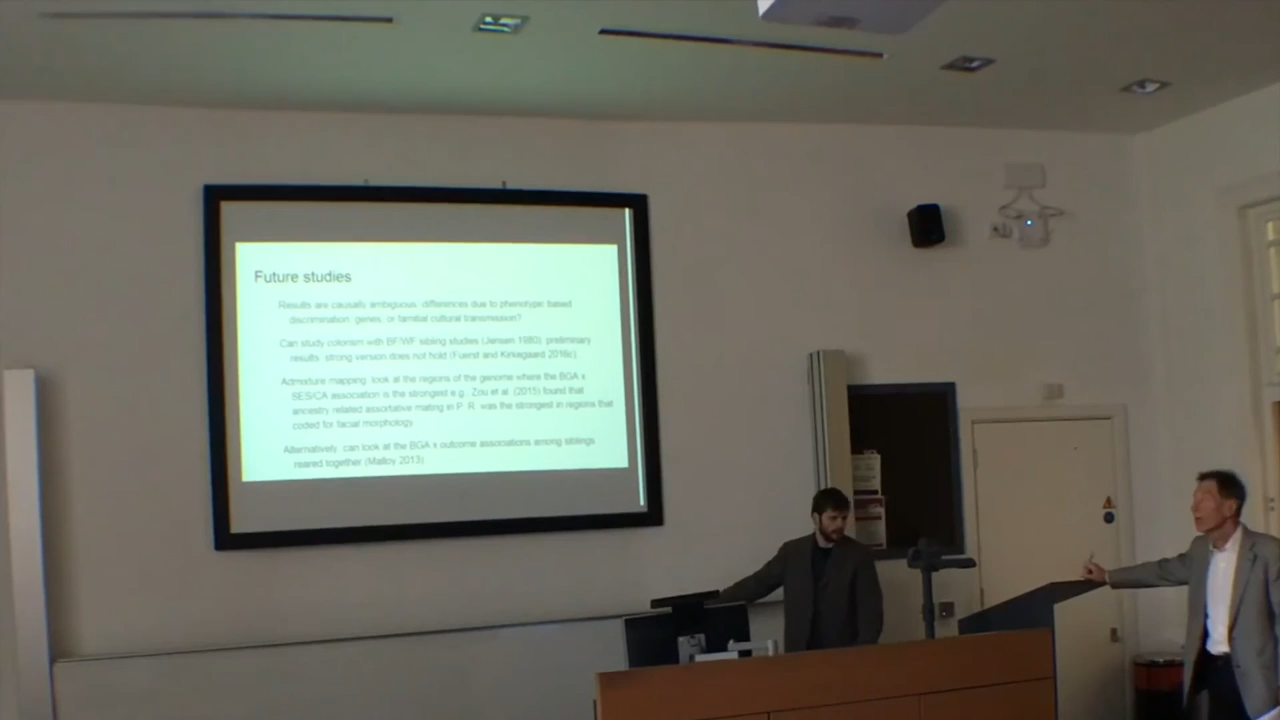 Future studies
Results are causally ambiguous: differences due to phenotypic based
discrimination, genes, or familial cultural transmission?
Can study colorism with BF:WF sibling studies (Jensen 1980), preliminary
results: strong version does not hold (Fuerst and Kirkegaard 2016c)
Admixture mapping: look at the regions of the genome where the BGA x
SES/CA association is the strongest e.g. Zou et al. (2015) found that
ancestry related assortative mating in P. R. was the strongest in regions that
coded for facial morphology
Alternatively, can look at the BGA x outcome associations among siblings
reared together (Malloy 2013)